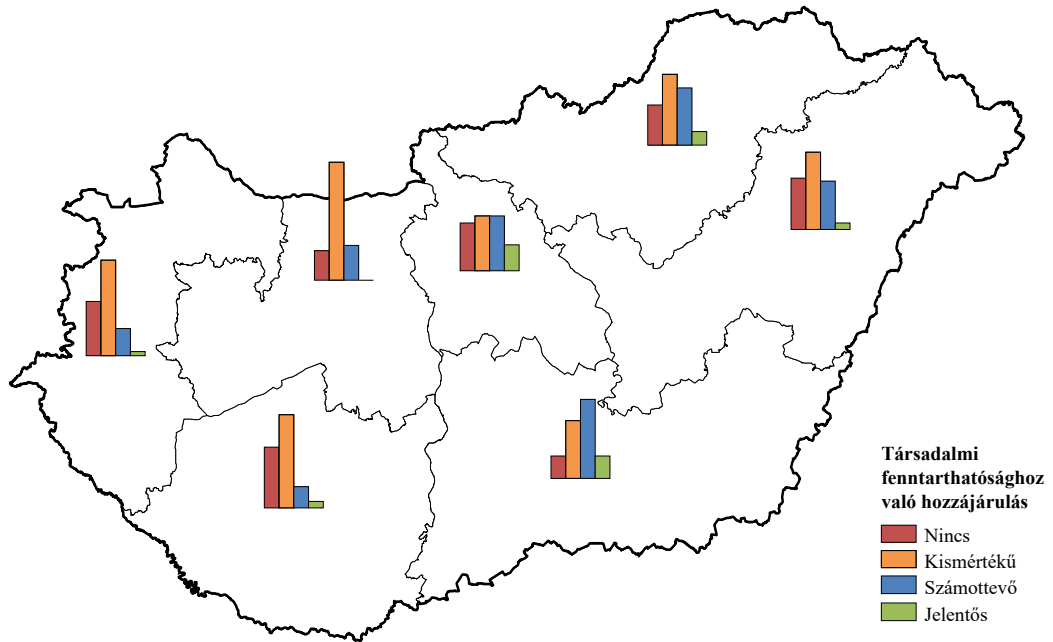 Társadalmi
fenntarthatósághoz
való hozzájárulás
Nincs
Kismértékű
Számottevő
Jelentős